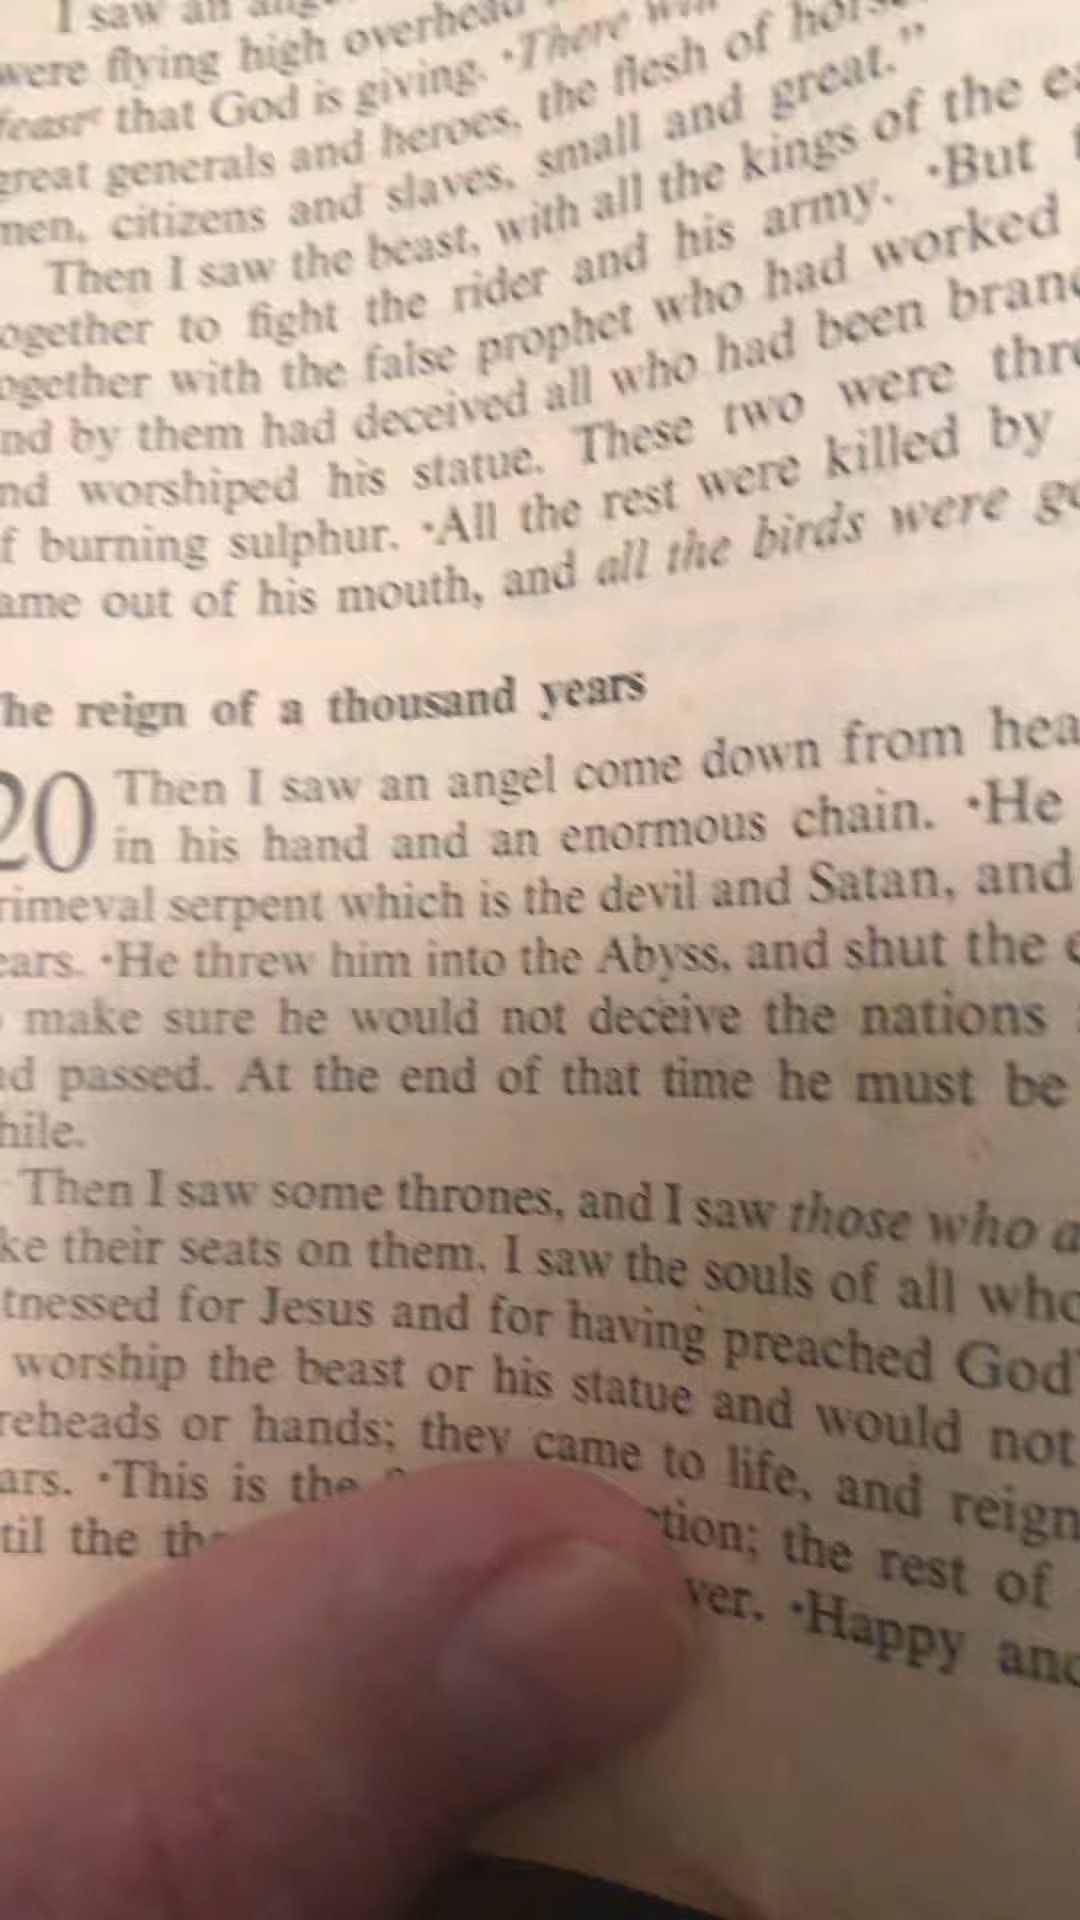 I saw an
were flying high overhead
feast that God is giving. •There will
great generals and heroes, the flesh of
men, citizens and slaves, small and great."
Then I saw the beast, with all the kings of the
ogether to fight the rider and his army. •But
ogether with the false prophet who had worked
nd by them had deceived all who had been bran
nd worshiped his statue. These two were thr
f burning sulphur. •All the rest were killed by
ame out of his mouth, and all the birds were
he reign of a thousand years
20 Then I saw an angel come down from hea
in his hand and an enormous chain. •He
rimeval serpent which is the devil and Satan, and
ears. •He threw him into the Abyss, and shut the
make sure he would not deceive the nations
ad passed. At the end of that time he must be
hile.
Then I saw some thrones, and I saw those who a
ke their seats on them. I saw the souls of all who
tnessed for Jesus and for having preached God'
worship the beast or his statue and would not
reheads or hands; they came to life, and reign
ars. •This is the ction; the rest of
til the th ver. •Happy and